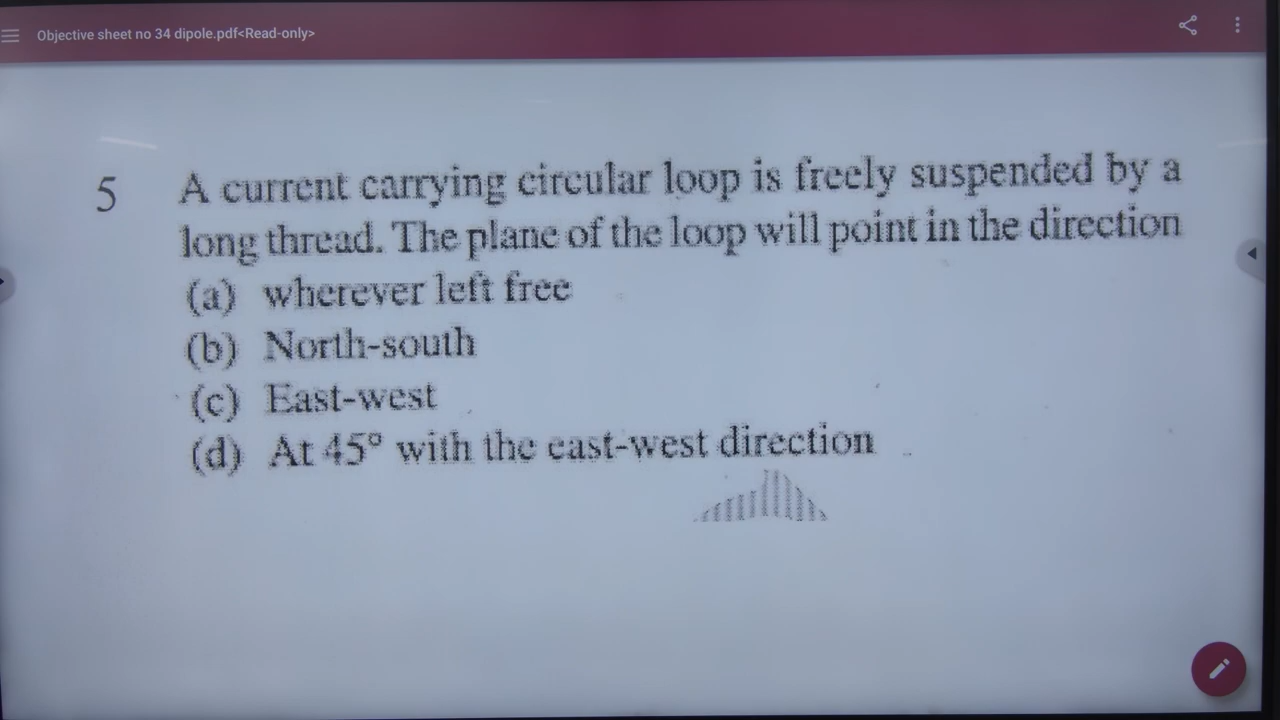 Objective sheet no 34 dipole.pdf<Read-only>
5 A current carrying circular loop is freely suspended by a
long thread. The plane of the loop will point in the direction
(a) wherever left free
(b) North-south
(c) East-west
(d) At 45° with the east-west direction